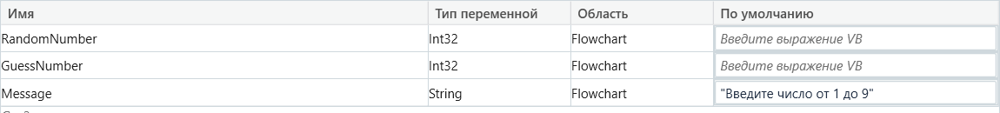 Имя Тип переменной Область По умолчанию
RandomNumber Int32 Flowchart Введите выражение VB
GuessNumber Int32 Flowchart Введите выражение VB
Message String Flowchart "Введите число от 1 до 9"